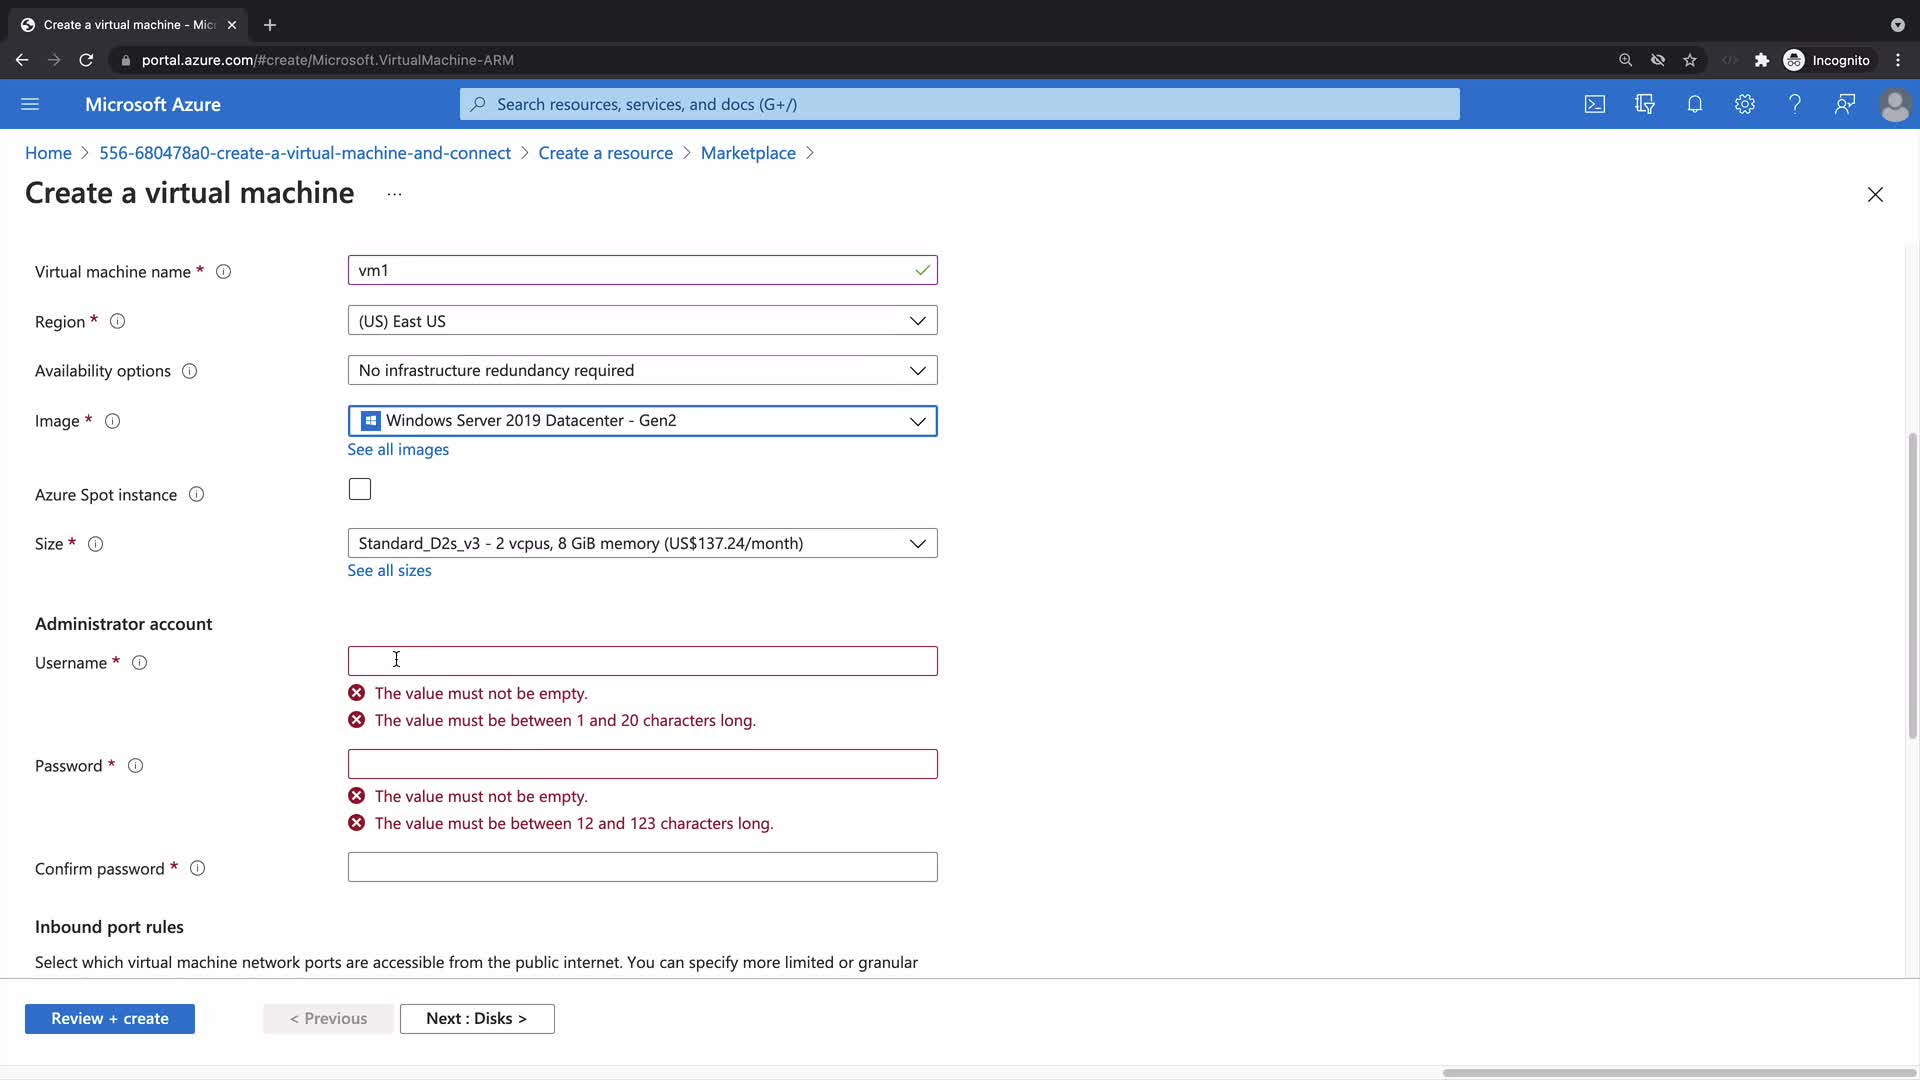 Create a virtual machine - Mic
portal.azure.com/#create/Microsoft.VirtualMachine-ARM
Incognito
Microsoft Azure
Search resources, services, and docs (G+/)
Home > 556-680478a0-create-a-virtual-machine-and-connect > Create a resource > Marketplace >
Create a virtual machine ...
Virtual machine name *
vm1
Region *
(US) East US
Availability options
No infrastructure redundancy required
Image *
Windows Server 2019 Datacenter - Gen2
See all images
Azure Spot instance
Size *
Standard_D2s_v3 - 2 vcpus, 8 GiB memory (US$137.24/month)
See all sizes
Administrator account
Username *
The value must not be empty.
The value must be between 1 and 20 characters long.
Password *
The value must not be empty.
The value must be between 12 and 123 characters long.
Confirm password *
Inbound port rules
Select which virtual machine network ports are accessible from the public internet. You can specify more limited or granular
Review + create
< Previous
Next : Disks >